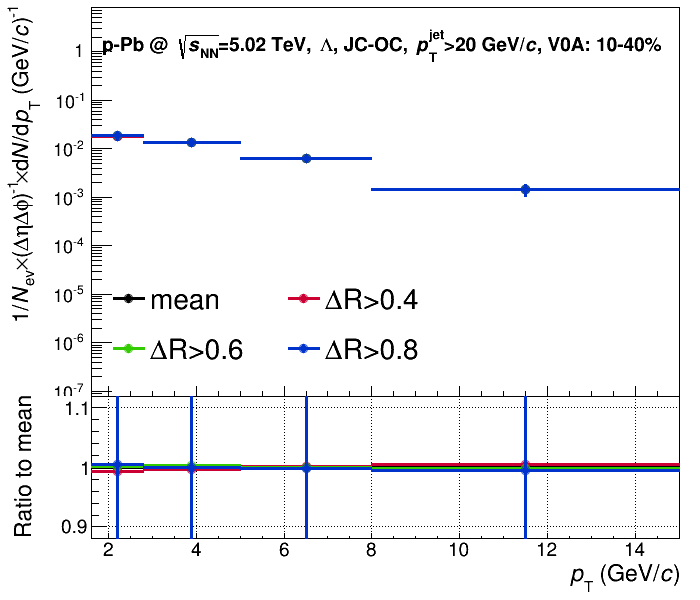 p-Pb @ √sNN=5.02 TeV, Λ, JC-OC, pTjet>20 GeV/c, V0A: 10-40%
1/Nev×(ΔηΔϕ)-1×dN/dpT (GeV/c)-1
1
10-1
10-2
10-3
10-4
10-5
10-6
10-7
mean
ΔR>0.4
ΔR>0.6
ΔR>0.8
Ratio to mean
1.1
1
0.9
2 4 6 8 10 12 14
pT (GeV/c)